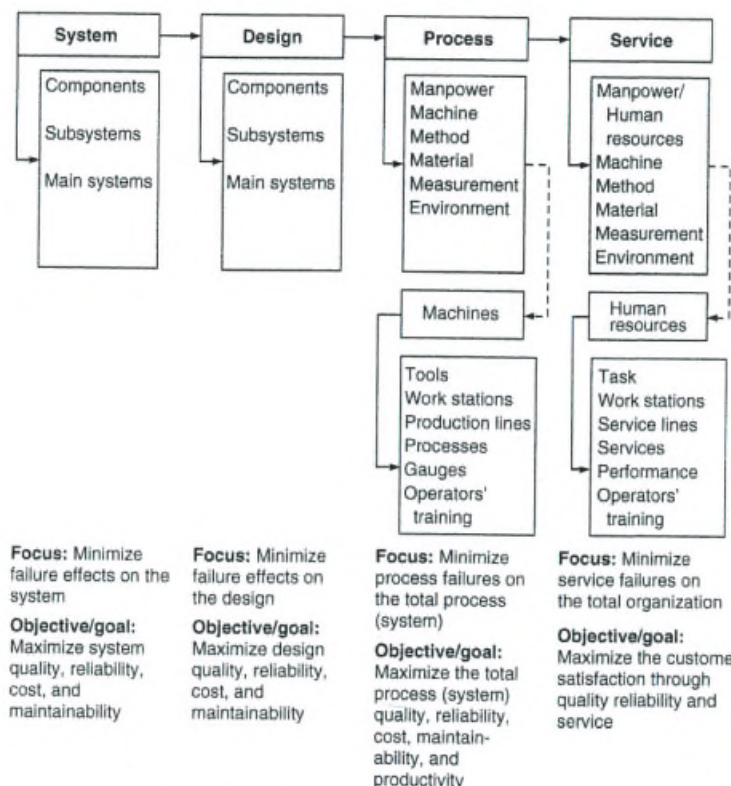 System
Design
Process
Service
Components
Subsystems
Main systems
Components
Subsystems
Main systems
Manpower
Machine
Method
Material
Measurement
Environment
Manpower/
Human
resources
Machine
Method
Material
Measurement
Environment
Machines
Human
resources
Tools
Work stations
Production lines
Processes
Gauges
Operators'
training
Task
Work stations
Service lines
Services
Performance
Operators'
training
Focus: Minimize
failure effects on the
system
Objective/goal:
Maximize system
quality, reliability,
cost, and
maintainability
Focus: Minimize
failure effects on
the design
Objective/goal:
Maximize design
quality, reliability,
cost, and
maintainability
Focus: Minimize
process failures on
the total process
(system)
Objective/goal:
Maximize the total
process (system)
quality, reliability,
cost, maintain-
ability, and
productivity
Focus: Minimize
service failures on
the total organization
Objective/goal:
Maximize the custome
satisfaction through
quality reliability and
service